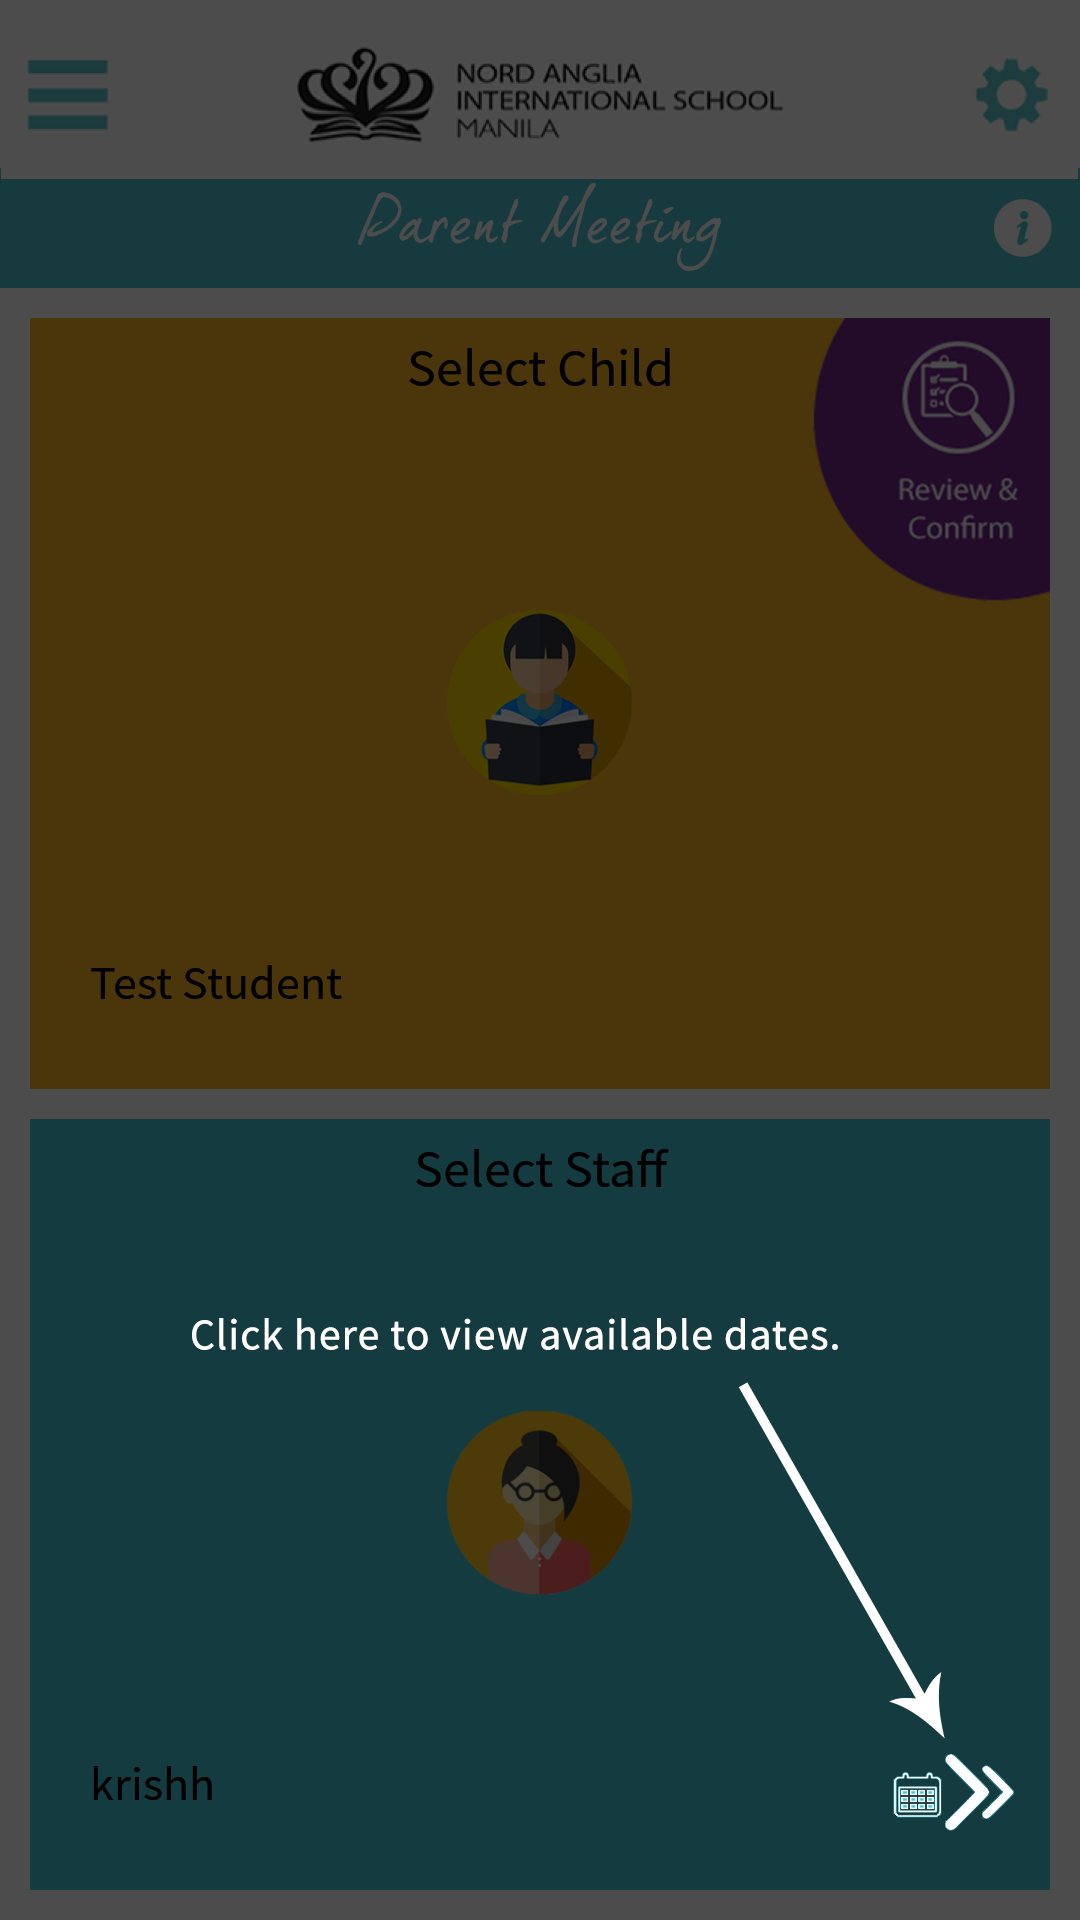 NORD ANGLIA
INTERNATIONAL SCHOOL
MANILA
Parent Meeting
i
Select Child
Review &
Confirm
Test Student
Select Staff
Click here to view available dates.
krishh